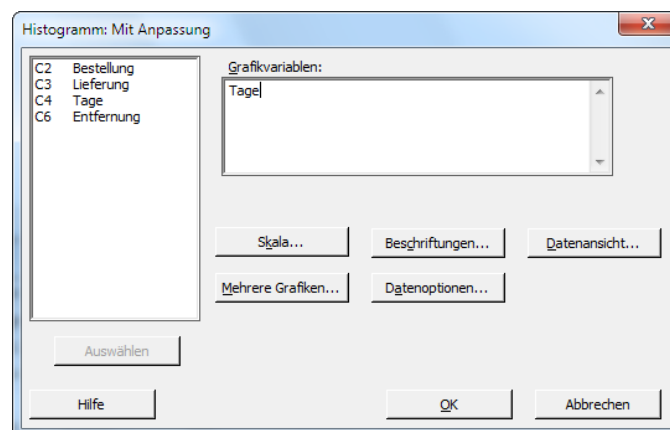 Histogramm: Mit Anpassung
C2 Bestellung
C3 Lieferung
C4 Tage
C6 Entfernung
Grafikvariablen:
Tage
Skala...
Beschriftungen...
Datenansicht...
Mehrere Grafiken...
Datenoptionen...
Auswählen
Hilfe
OK
Abbrechen